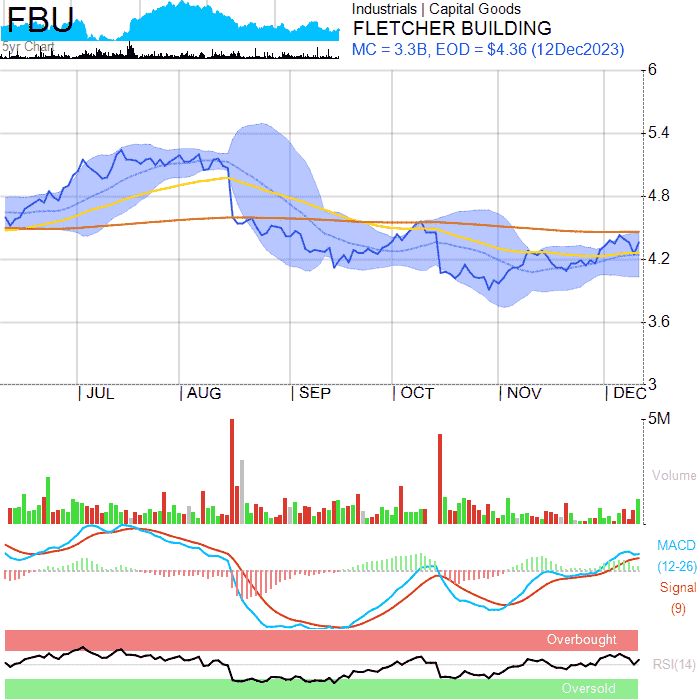 FBU
5yr Chart
Industrials | Capital Goods
FLETCHER BUILDING
MC = 3.3B, EOD = $4.36 (12Dec2023)
6
5.4
4.8
4.2
3.6
3
| JUL | AUG | SEP | OCT | NOV | DEC
5M
Volume
MACD
(12-26)
Signal
(9)
Overbought
RSI(14)
Oversold